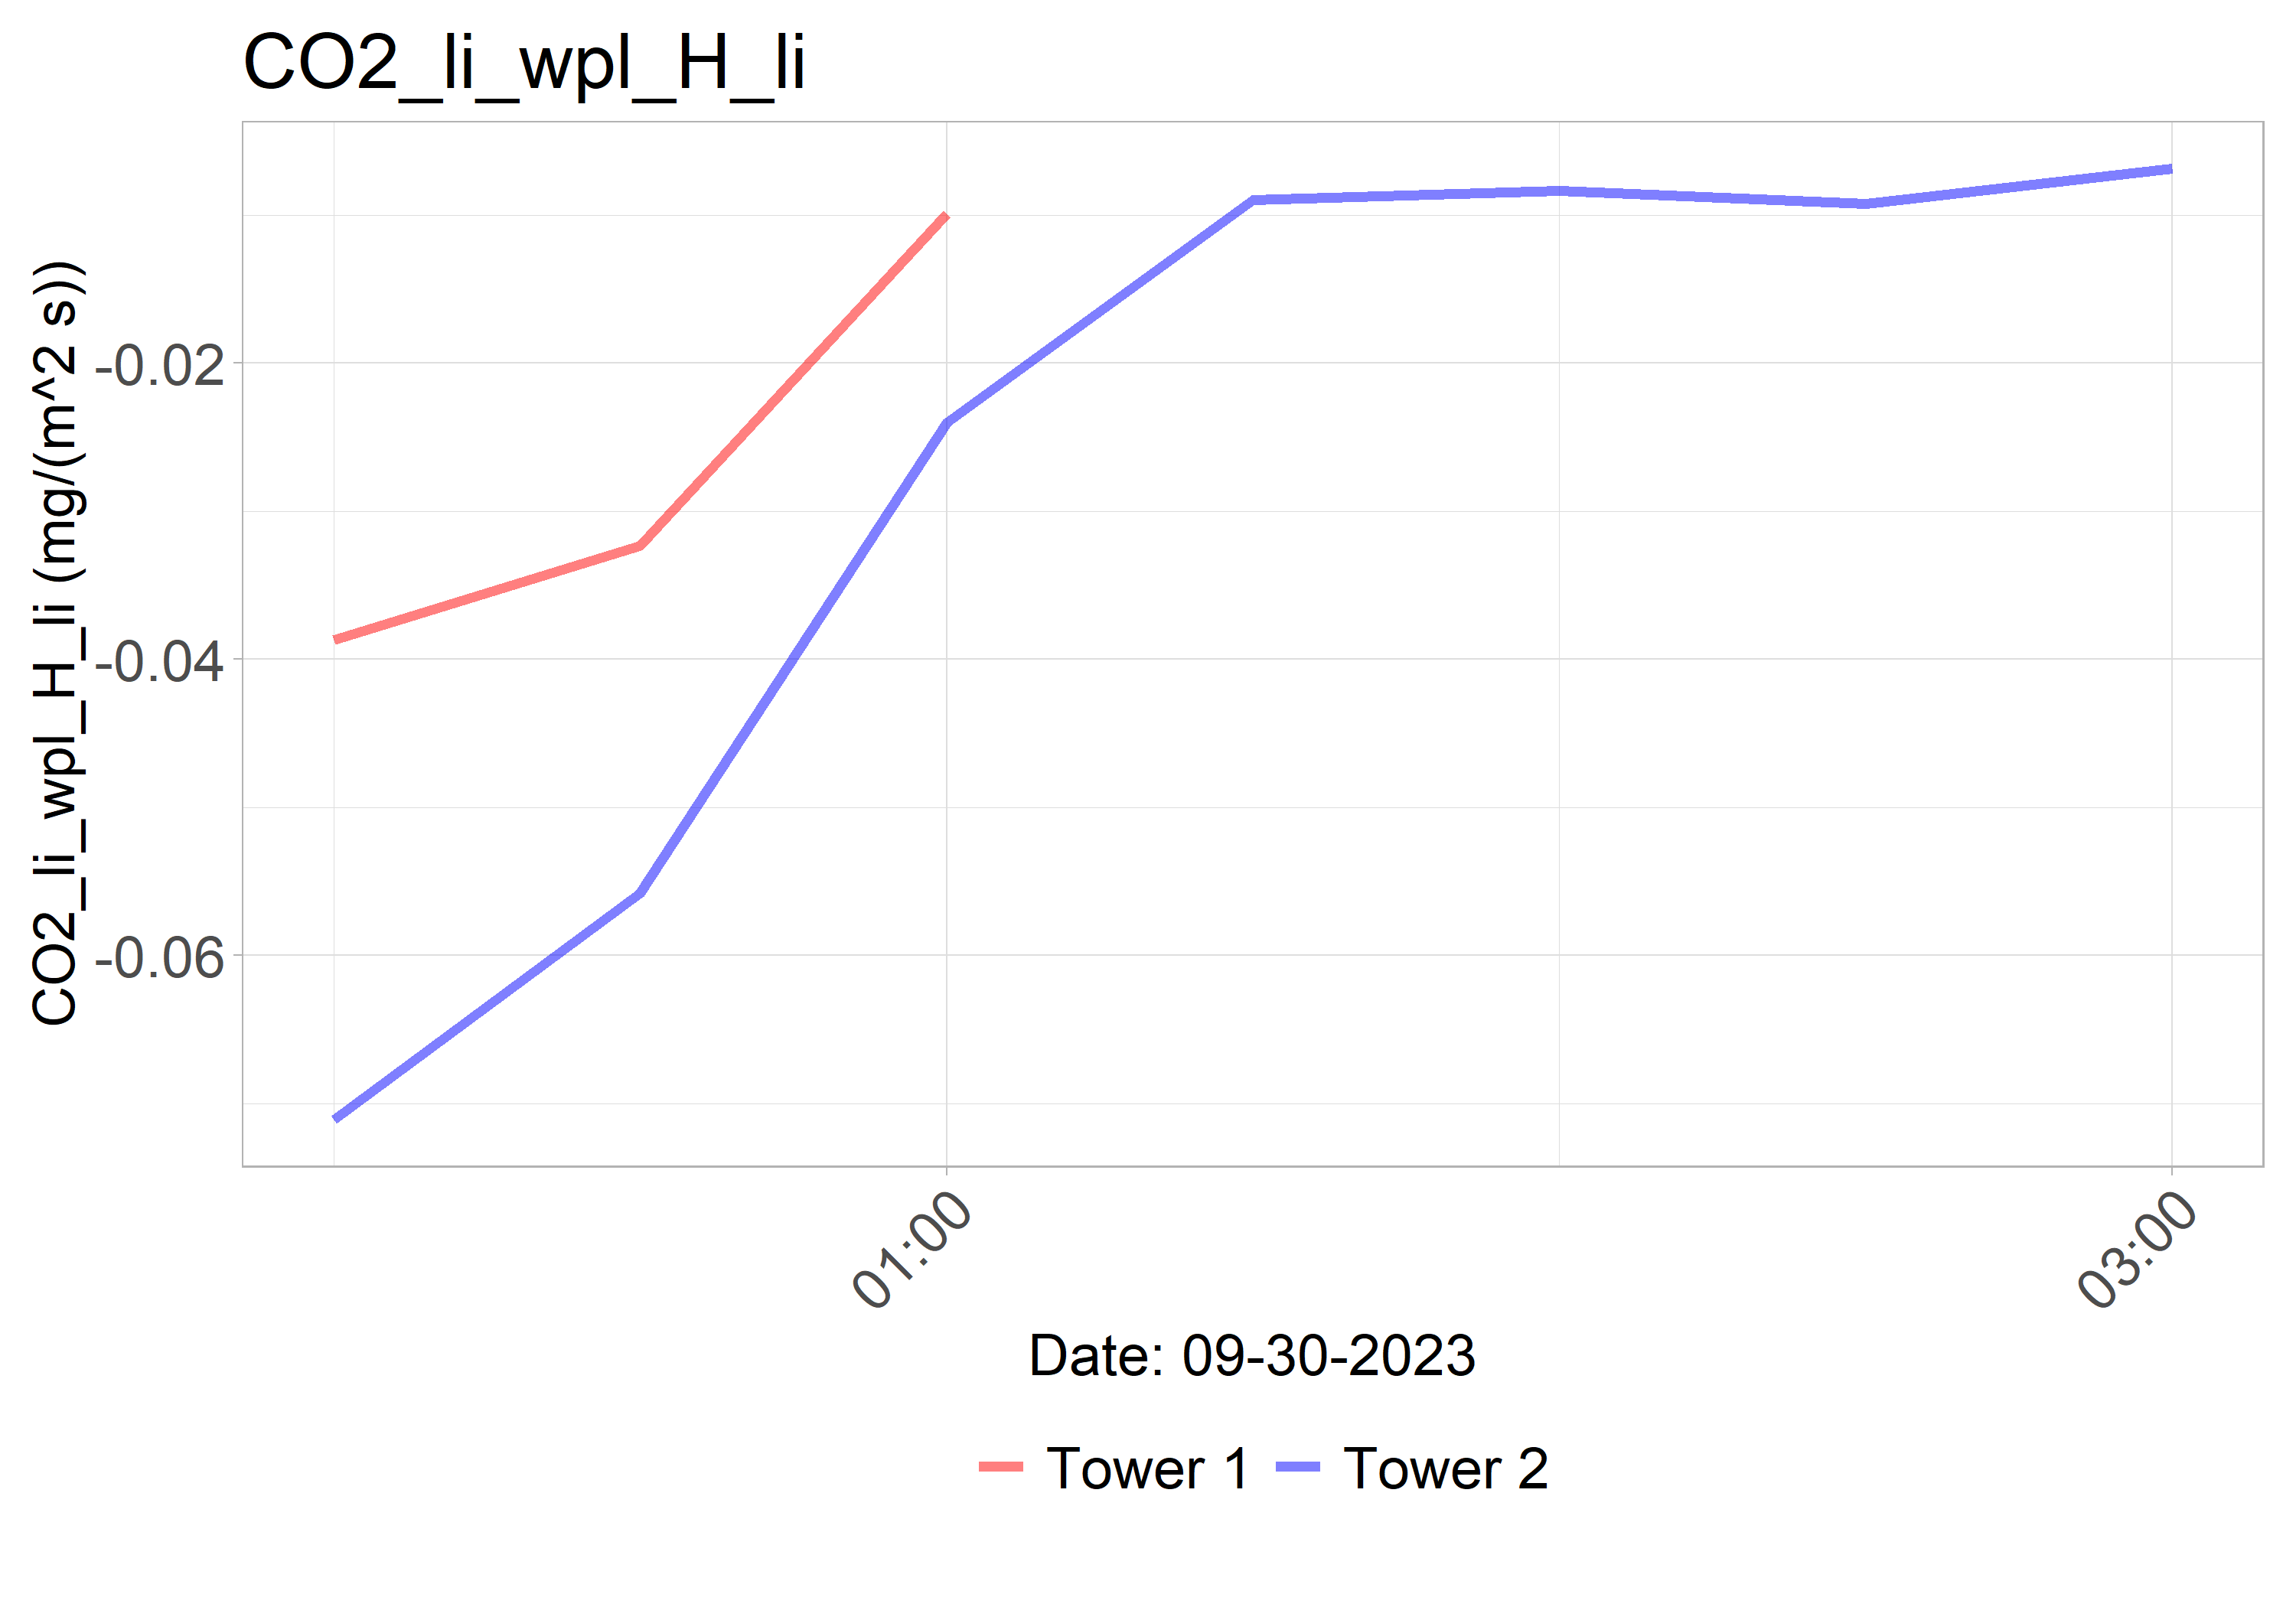 CO2_li_wpl_H_li
CO2_li_wpl_H_li (mg/(m^2 s))
-0.02
-0.04
-0.06
01:00
03:00
Date: 09-30-2023
Tower 1
Tower 2